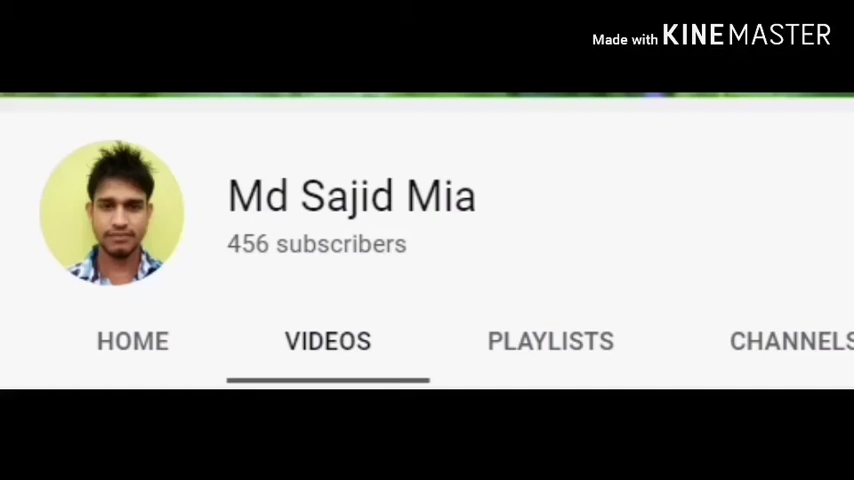 Made with KINEMASTER
Md Sajid Mia
456 subscribers
HOME VIDEOS PLAYLISTS CHANNELS